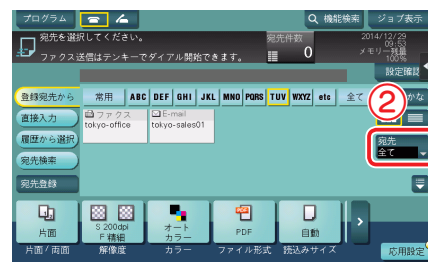 プログラム
機能検索
ジョブ表示
宛先を選択してください。
ファクス送信はテンキーでダイアル開始できます。
宛先件数
0
2014/12/29
09:53
メモリー残量
100%
設定確認
登録宛先から
常用
ABC
DEF
GHI
JKL
MNO
PQRS
TUV
WXYZ
etc
全て
かな
2
直接入力
ファクス
tokyo-office
E-mail
tokyo-sales01
履歴から選択
宛先
全て
宛先検索
宛先登録
片面
S 200dpi
F 精細
オート
カラー
PDF
自動
片面/両面
解像度
カラー
ファイル形式
読込みサイズ
応用設定